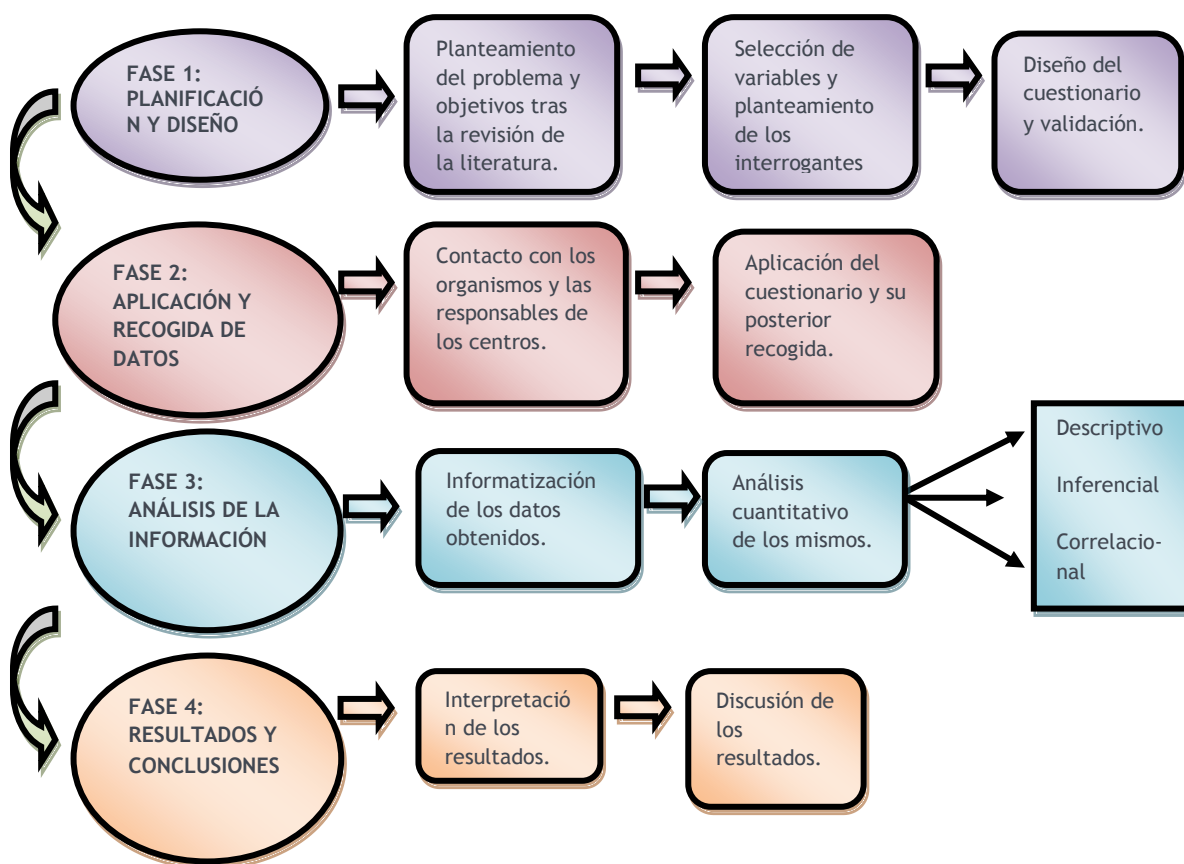 FASE 1:
PLANIFICACIÓ
N Y DISEÑO
Planteamiento
del problema y
objetivos tras
la revisión de
la literatura.
Selección de
variables y
planteamiento
de los
interrogantes
Diseño del
cuestionario
y validación.
FASE 2:
APLICACIÓN Y
RECOGIDA DE
DATOS
Contacto con los
organismos y las
responsables de
los centros.
Aplicación del
cuestionario y su
posterior
recogida.
FASE 3:
ANÁLISIS DE LA
INFORMACIÓN
Informatización
de los datos
obtenidos.
Análisis
cuantitativo
de los mismos.
Descriptivo
Inferencial
Correlacio-
nal
FASE 4:
RESULTADOS Y
CONCLUSIONES
Interpretació
n de los
resultados.
Discusión de
los
resultados.